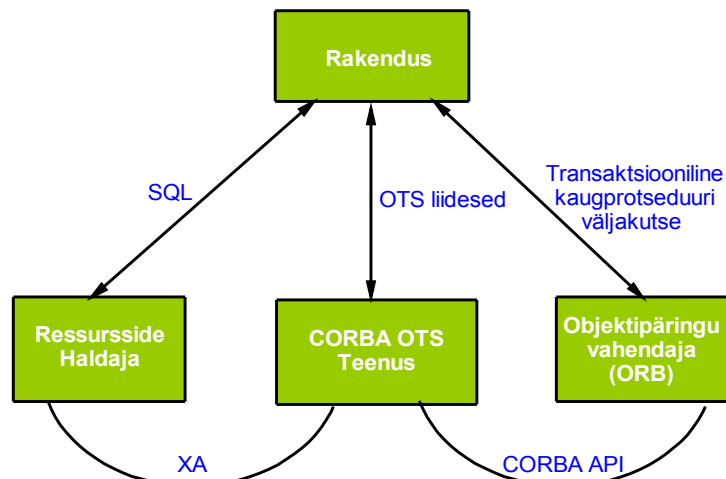 Rakendus
SQL
OTS liidesed
Transaktsiooniline
kaugprotseduuri
väljakutse
Ressursside
Haldaja
CORBA OTS
Teenus
Objektipäringu
vahendaja
(ORB)
XA
CORBA API